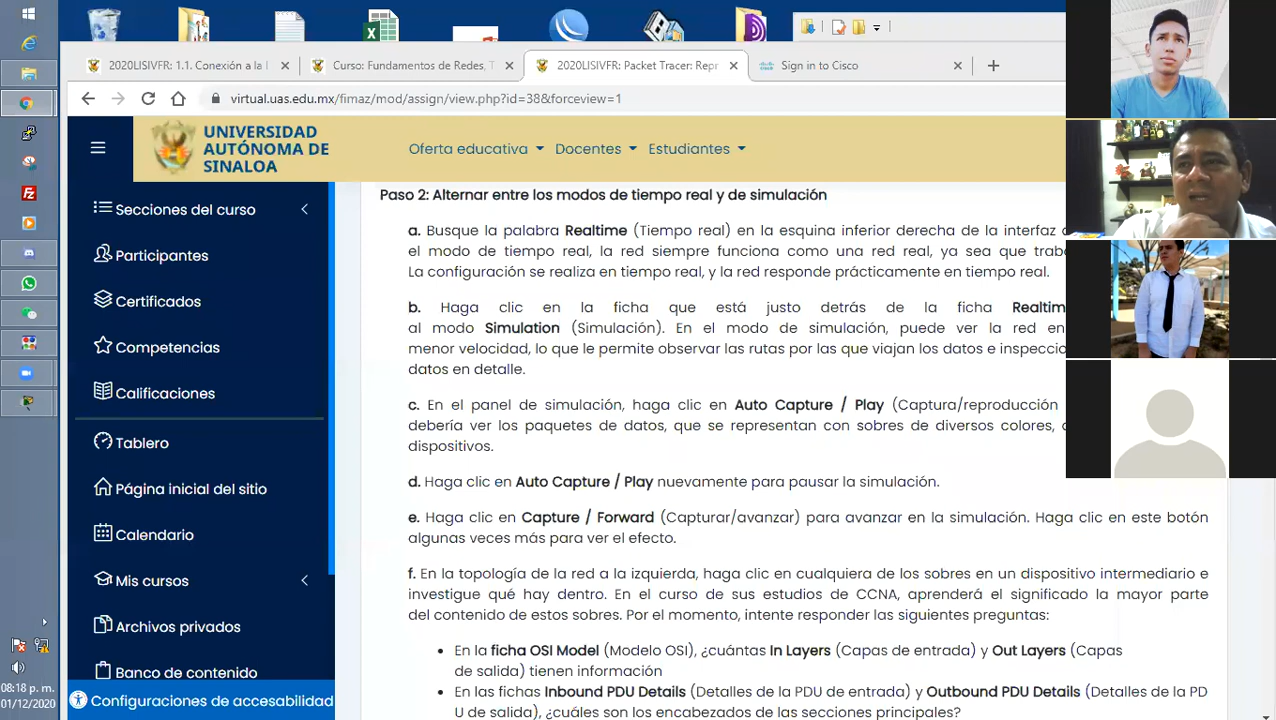 2020LISIVFR: 1.1. Conexión a la I
Curso: Fundamentos de Redes, T
2020LISIVFR: Packet Tracer: Repr
Sign in to Cisco
virtual.uas.edu.mx/fimaz/mod/assign/view.php?id=38&forceview=1
UNIVERSIDAD
AUTÓNOMA DE
SINALOA
Oferta educativa
Docentes
Estudiantes
Secciones del curso
Participantes
Certificados
Competencias
Calificaciones
Tablero
Página inicial del sitio
Calendario
Mis cursos
Archivos privados
Banco de contenido
Configuraciones de accesabilidad
Paso 2: Alternar entre los modos de tiempo real y de simulación
a. Busque la palabra Realtime (Tiempo real) en la esquina inferior derecha de la interfaz
el modo de tiempo real, la red siempre funciona como una red real, ya sea que
La configuración se realiza en tiempo real, y la red responde prácticamente en tiempo real.
b. Haga clic en la ficha que está justo detrás de la ficha
al modo Simulation (Simulación). En el modo de simulación, puede ver la red en
menor velocidad, lo que le permite observar las rutas por las que viajan los datos e
datos en detalle.
c. En el panel de simulación, haga clic en Auto Capture / Play (Captura/reproducción
debería ver los paquetes de datos, que se representan con sobres de diversos colores,
dispositivos.
d. Haga clic en Auto Capture / Play nuevamente para pausar la simulación.
e. Haga clic en Capture / Forward (Capturar/avanzar) para avanzar en la simulación. Haga clic en este botón
algunas veces más para ver el efecto.
f. En la topología de la red a la izquierda, haga clic en cualquiera de los sobres en un dispositivo intermediario e
investigue qué hay dentro. En el curso de sus estudios de CCNA, aprenderá el significado la mayor parte
del contenido de estos sobres. Por el momento, intente responder las siguientes preguntas:
• En la ficha OSI Model (Modelo OSI), ¿cuántas In Layers (Capas de entrada) y Out Layers (Capas
de salida) tienen información
• En las fichas Inbound PDU Details (Detalles de la PDU de entrada) y Outbound PDU Details (Detalles de la PD
U de salida), ¿cuáles son los encabezados de las secciones principales?
08:18 p. m.
01/12/2020